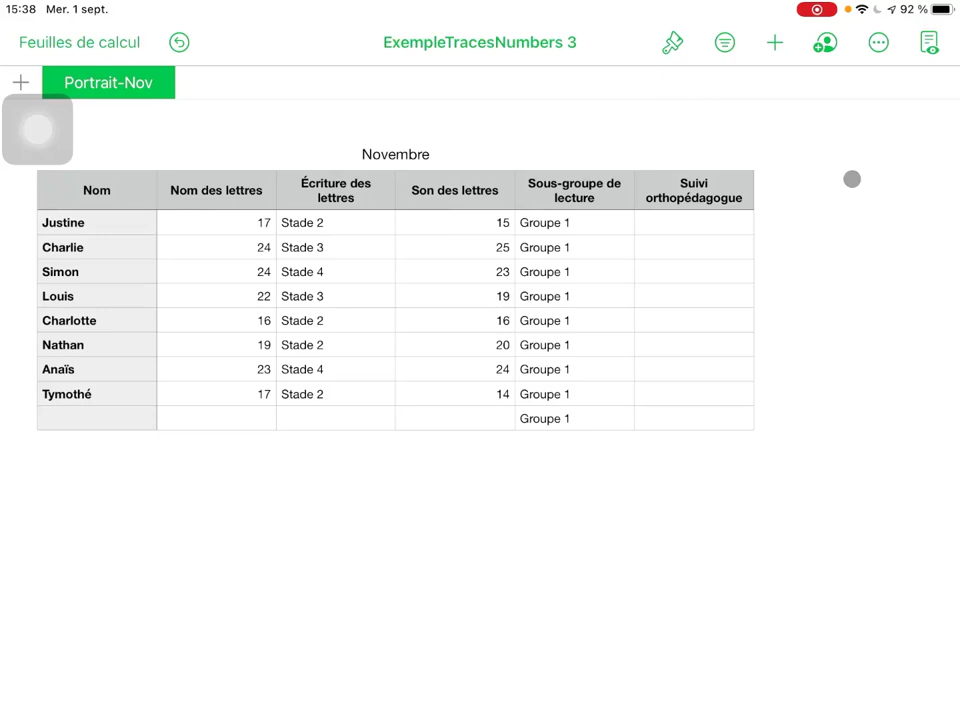 15:38 Mer. 1 sept. 92 %
Feuilles de calcul ExempleTracesNumbers 3
Portrait-Nov
Novembre
Nom Nom des lettres Écriture des lettres Son des lettres Sous-groupe de lecture Suivi orthopédagogue
Justine 17 Stade 2 15 Groupe 1
Charlie 24 Stade 3 25 Groupe 1
Simon 24 Stade 4 23 Groupe 1
Louis 22 Stade 3 19 Groupe 1
Charlotte 16 Stade 2 16 Groupe 1
Nathan 19 Stade 2 20 Groupe 1
Anaïs 23 Stade 4 24 Groupe 1
Tymothé 17 Stade 2 14 Groupe 1
Groupe 1